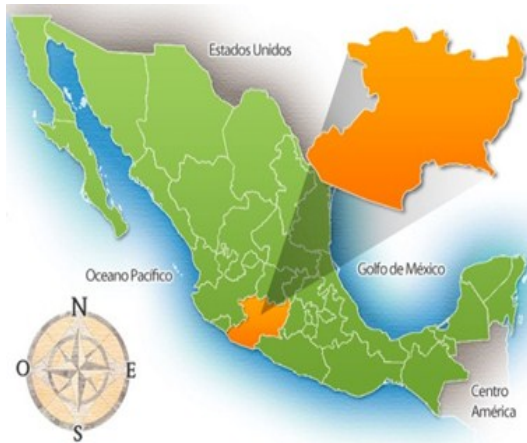 Estados Unidos
Golfo de México
Oceano Pacifico
N
O
E
S
Centro
América